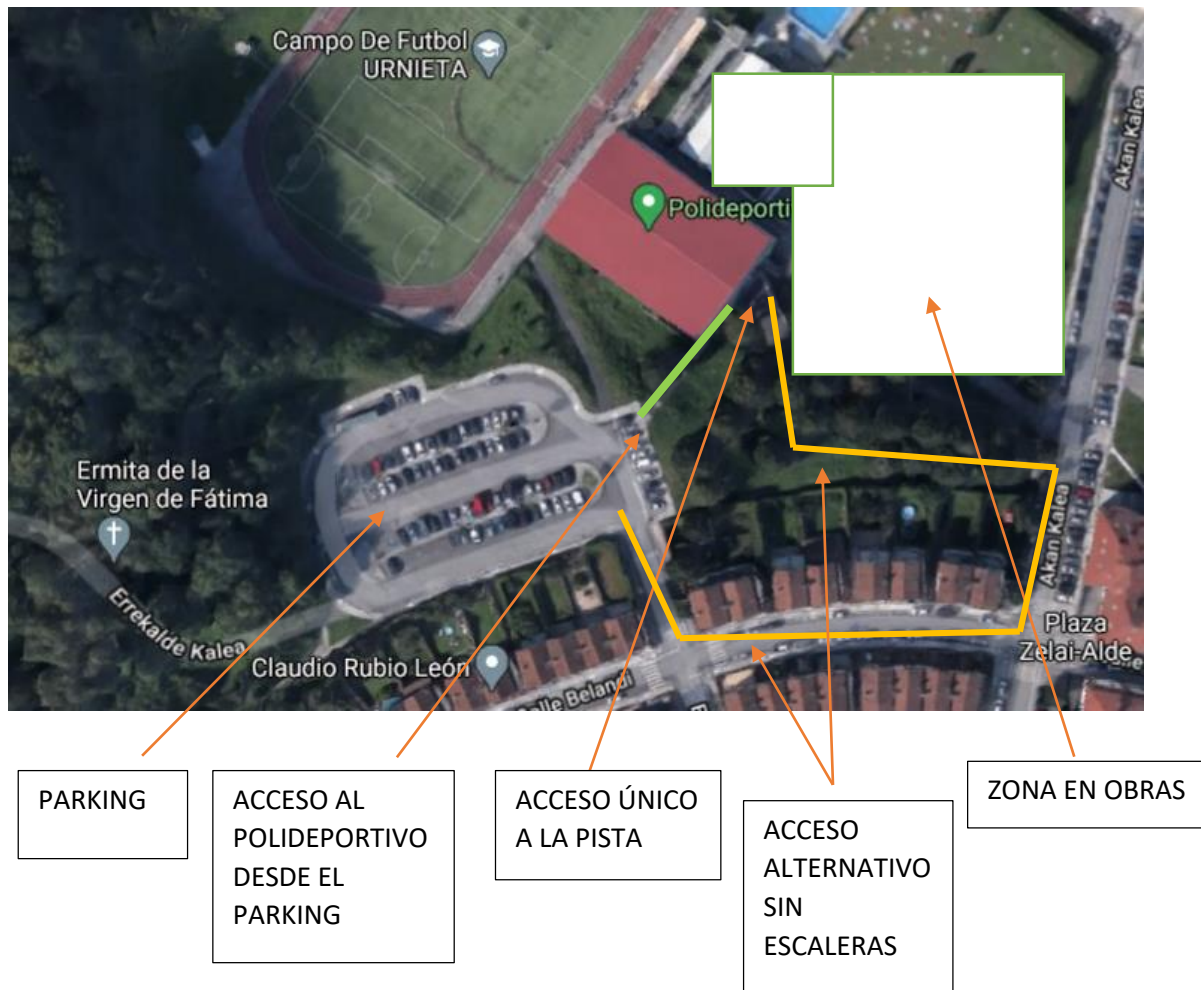 Campo De Futbol
URNIETA
Polideporti
Akan Kalea
Ermita de la
Virgen de Fátima
Errekalde Kalea
Claudio Rubio León
Calle Belandi
Akan Kalea
Plaza
Zelai-Alde
PARKING
ACCESO AL
POLIDEPORTIVO
DESDE EL
PARKING
ACCESO ÚNICO
A LA PISTA
ACCESO
ALTERNATIVO
SIN
ESCALERAS
ZONA EN OBRAS